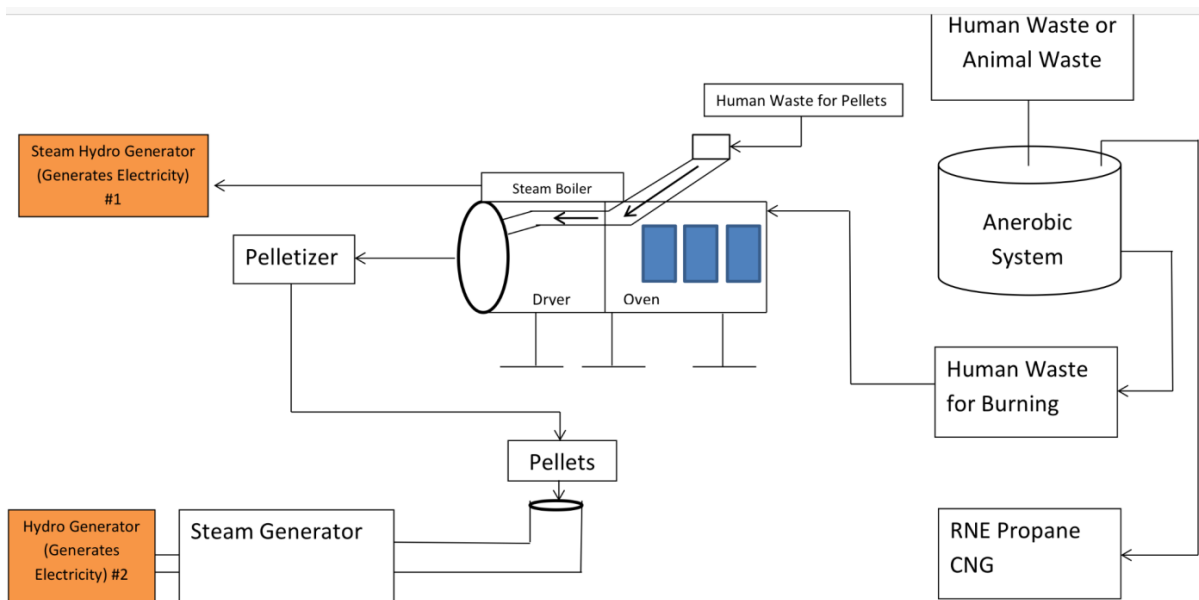 Human Waste or
Animal Waste
Human Waste for Pellets
Steam Hydro Generator
(Generates Electricity)
#1
Steam Boiler
Anerobic
System
Pelletizer
Dryer
Oven
Human Waste
for Burning
Pellets
Hydro Generator
(Generates
Electricity) #2
Steam Generator
RNE Propane
CNG